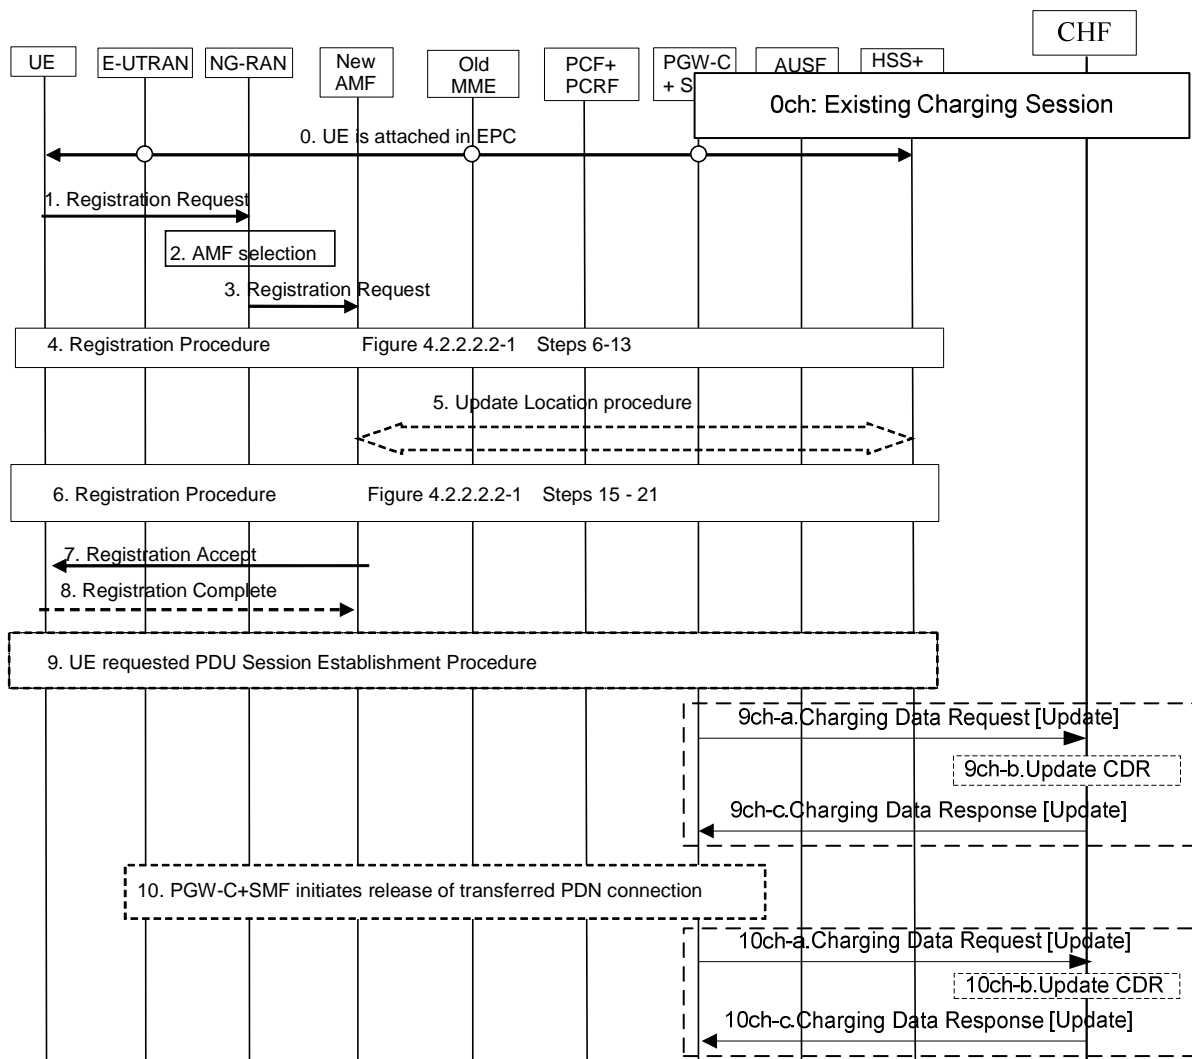 CHF
UE
E-UTRAN
NG-RAN
New
AMF
Old
MME
PCF+
PCRF
PGW-C
+ S
AUSF
HSS+
0ch: Existing Charging Session
0. UE is attached in EPC
1. Registration Request
2. AMF selection
3. Registration Request
4. Registration Procedure Figure 4.2.2.2.2-1 Steps 6-13
5. Update Location procedure
6. Registration Procedure Figure 4.2.2.2.2-1 Steps 15 - 21
7. Registration Accept
8. Registration Complete
9. UE requested PDU Session Establishment Procedure
9ch-a.Charging Data Request [Update]
9ch-b.Update CDR
9ch-c.Charging Data Response [Update]
10. PGW-C+SMF initiates release of transferred PDN connection
10ch-a.Charging Data Request [Update]
10ch-b.Update CDR
10ch-c.Charging Data Response [Update]